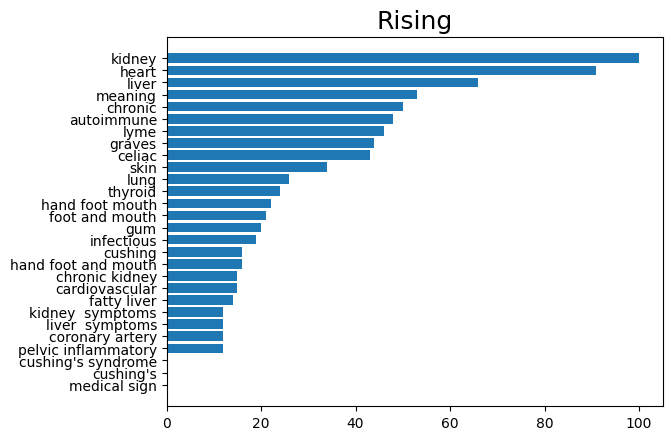 Rising
kidney
heart
liver
meaning
chronic
autoimmune
lyme
graves
celiac
skin
lung
thyroid
hand foot mouth
foot and mouth
gum
infectious
cushing
hand foot and mouth
chronic kidney
cardiovascular
fatty liver
kidney  symptoms
liver  symptoms
coronary artery
pelvic inflammatory
cushing's syndrome
cushing's
medical sign
0 20 40 60 80 100